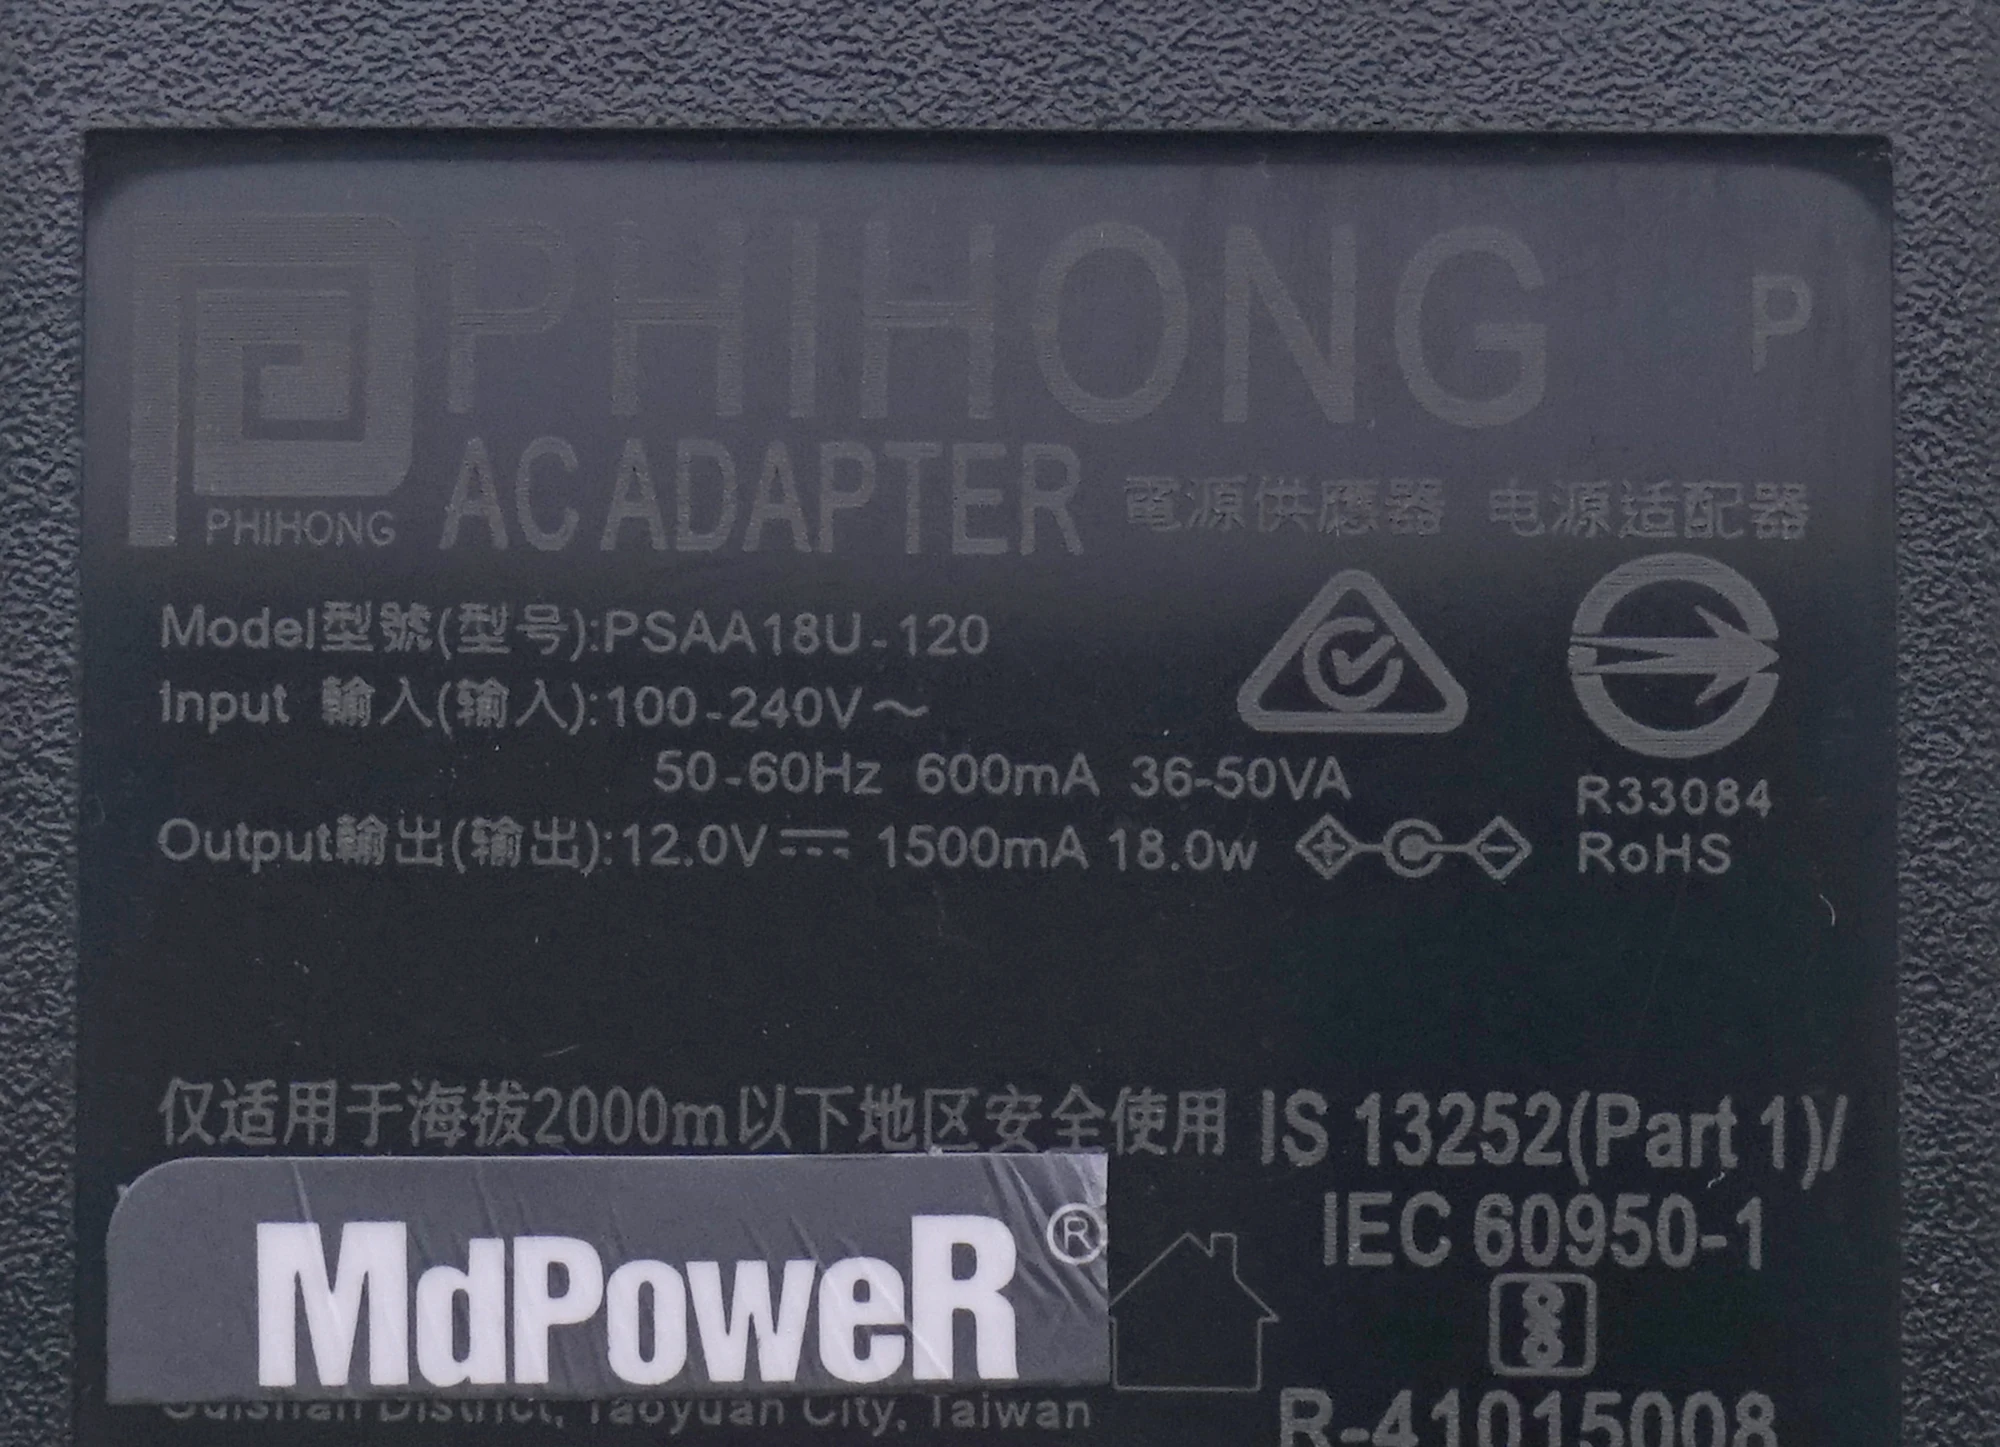 PHIHONG P
PHIHONG
AC ADAPTER 電源供應器 电源适配器
Model型號(型号):PSAA18U-120
Input 輸入(输入):100-240V~
50-60Hz 600mA 36-50VA
R33084
Output輸出(输出):12.0V⎓ 1500mA 18.0w
RoHS
仅适用于海拔2000m以下地区安全使用
IS 13252(Part 1)/
IEC 60950-1
MdPoweR®
District, Taoyuan City, Taiwan
R-41015008